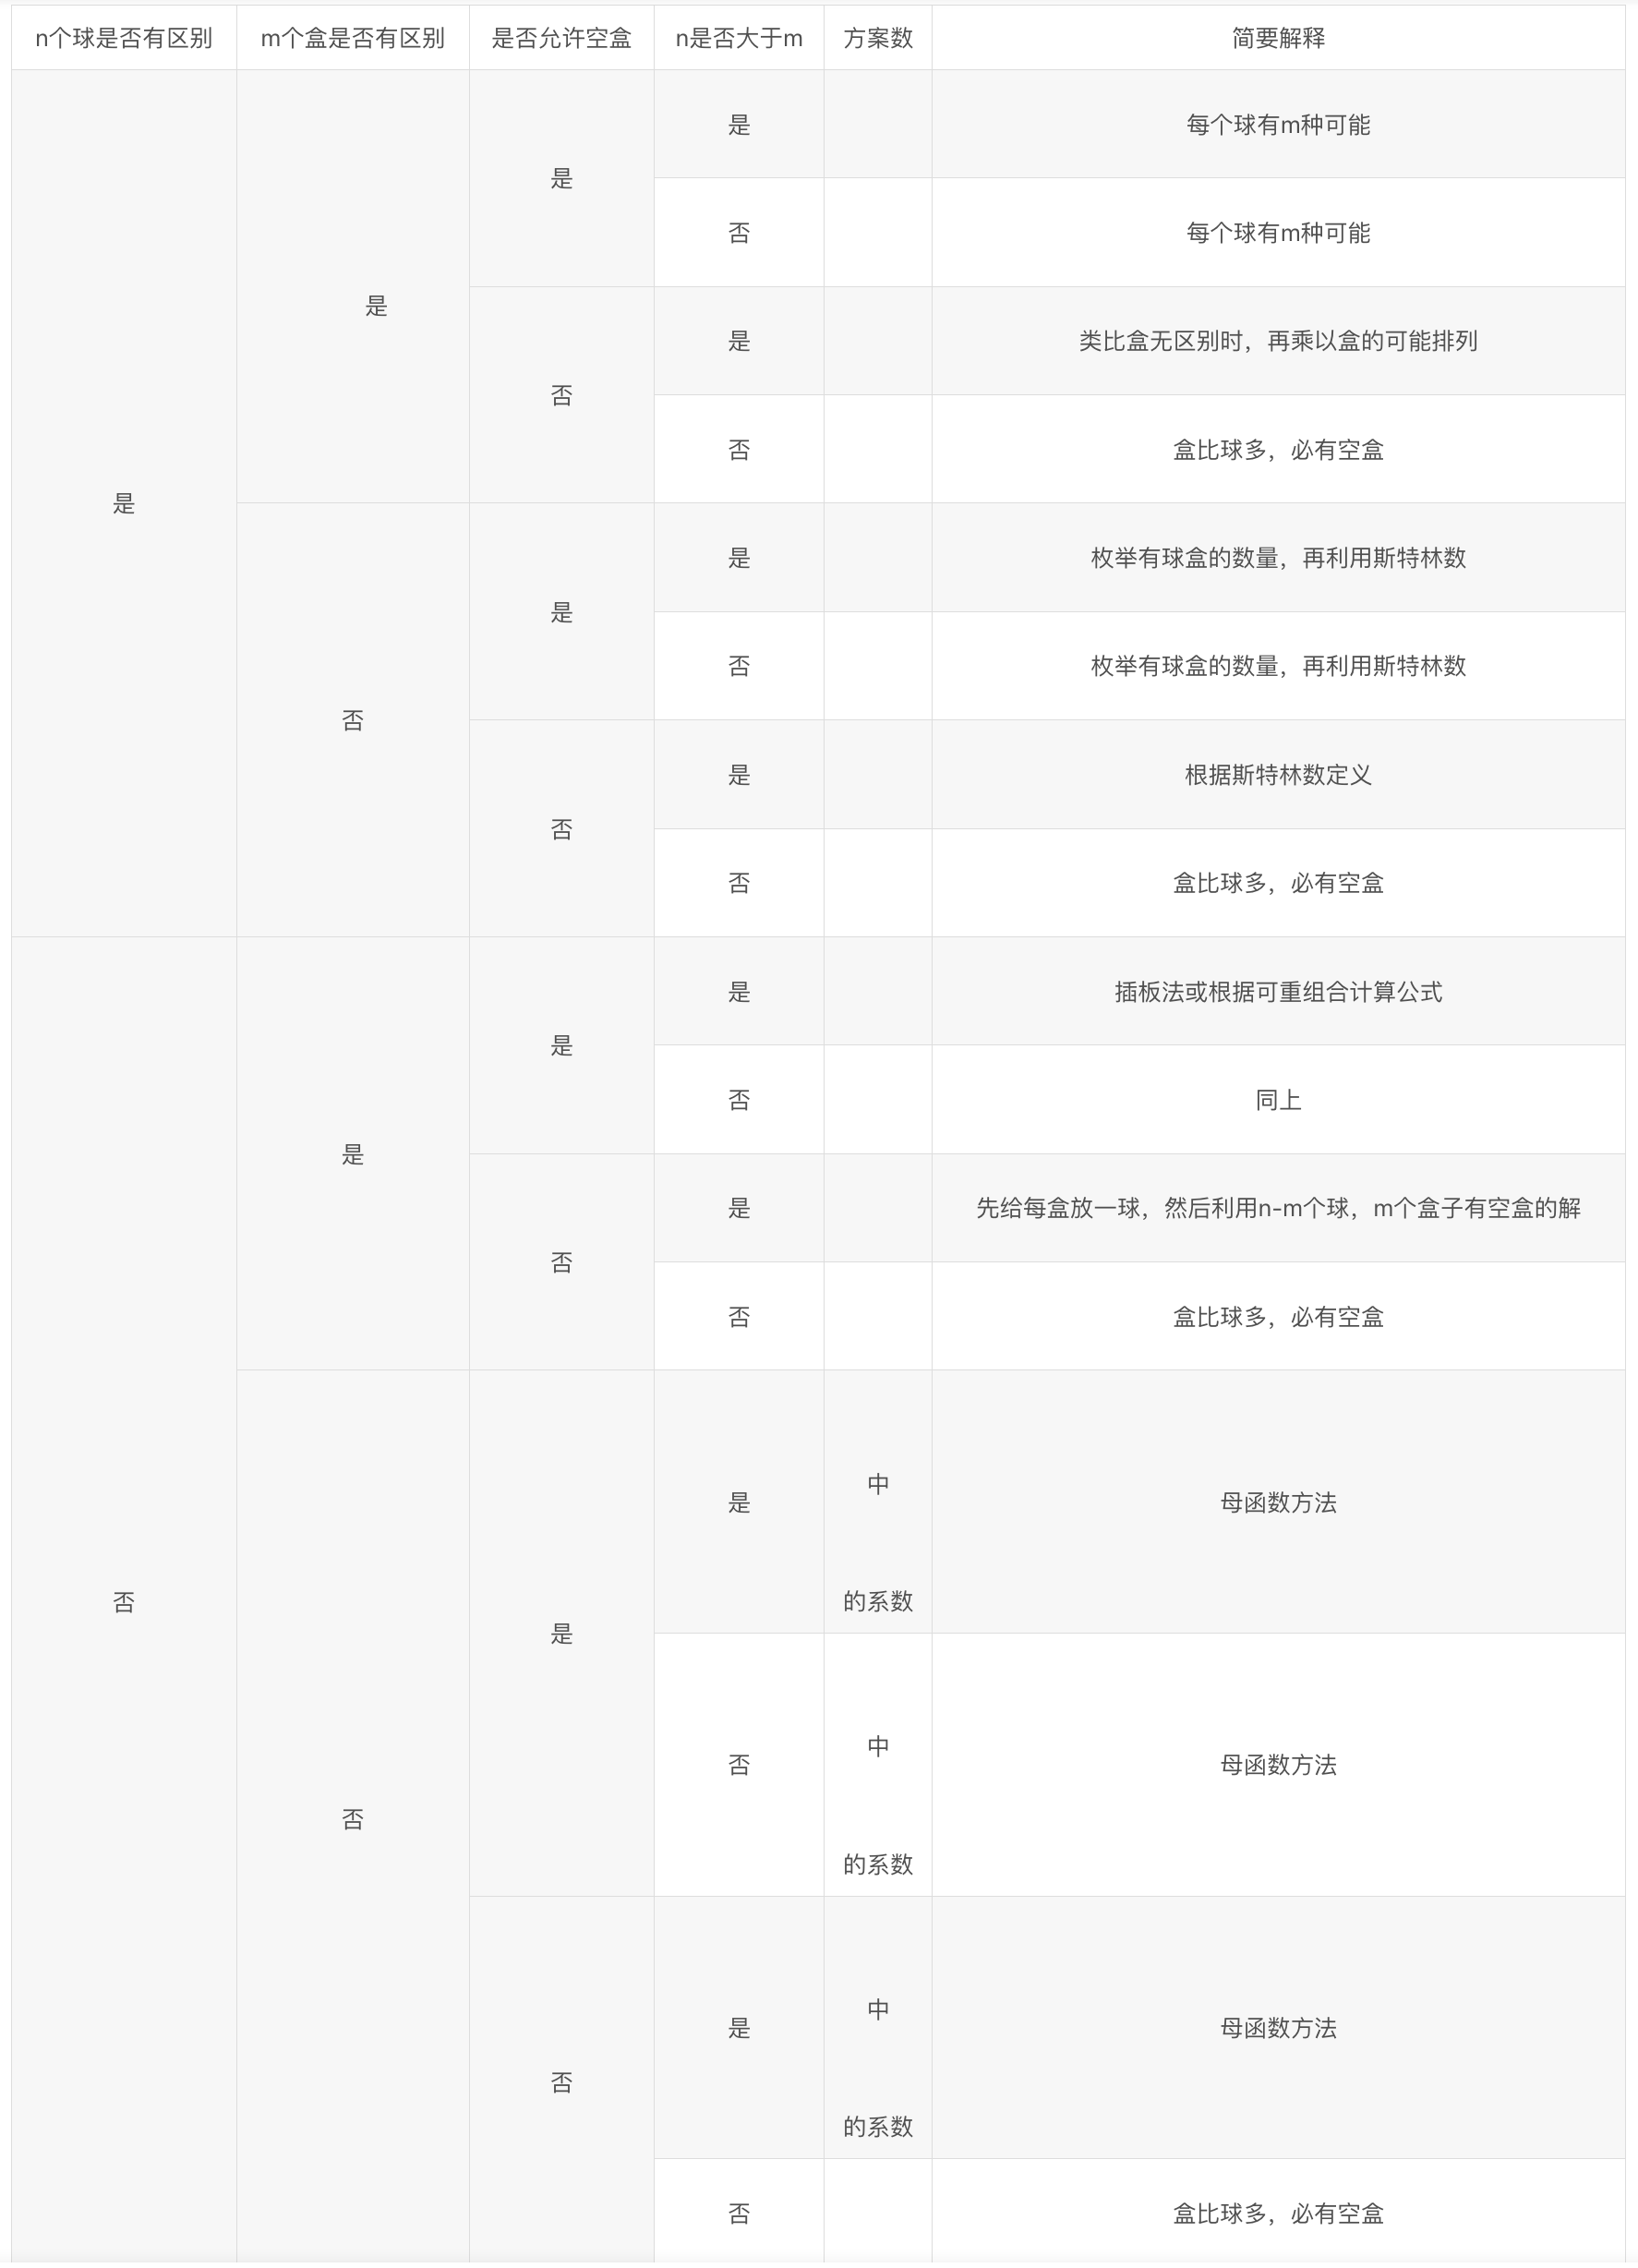 n个球是否有区别 m个盒是否有区别 是否允许空盒 n是否大于m 方案数 简要解释
是 是 是 是 每个球有m种可能
否 每个球有m种可能
否 是 类比盒无区别时，再乘以盒的可能排列
否 盒比球多，必有空盒
否 是 是 枚举有球盒的数量，再利用斯特林数
否 枚举有球盒的数量，再利用斯特林数
否 是 根据斯特林数定义
否 盒比球多，必有空盒
否 是 是 是 插板法或根据可重组合计算公式
否 同上
否 是 先给每盒放一球，然后利用n-m个球，m个盒子有空盒的解
否 盒比球多，必有空盒
否 是 是 中 母函数方法
的系数
否 中 母函数方法
的系数
否 是 中 母函数方法
的系数
否 盒比球多，必有空盒